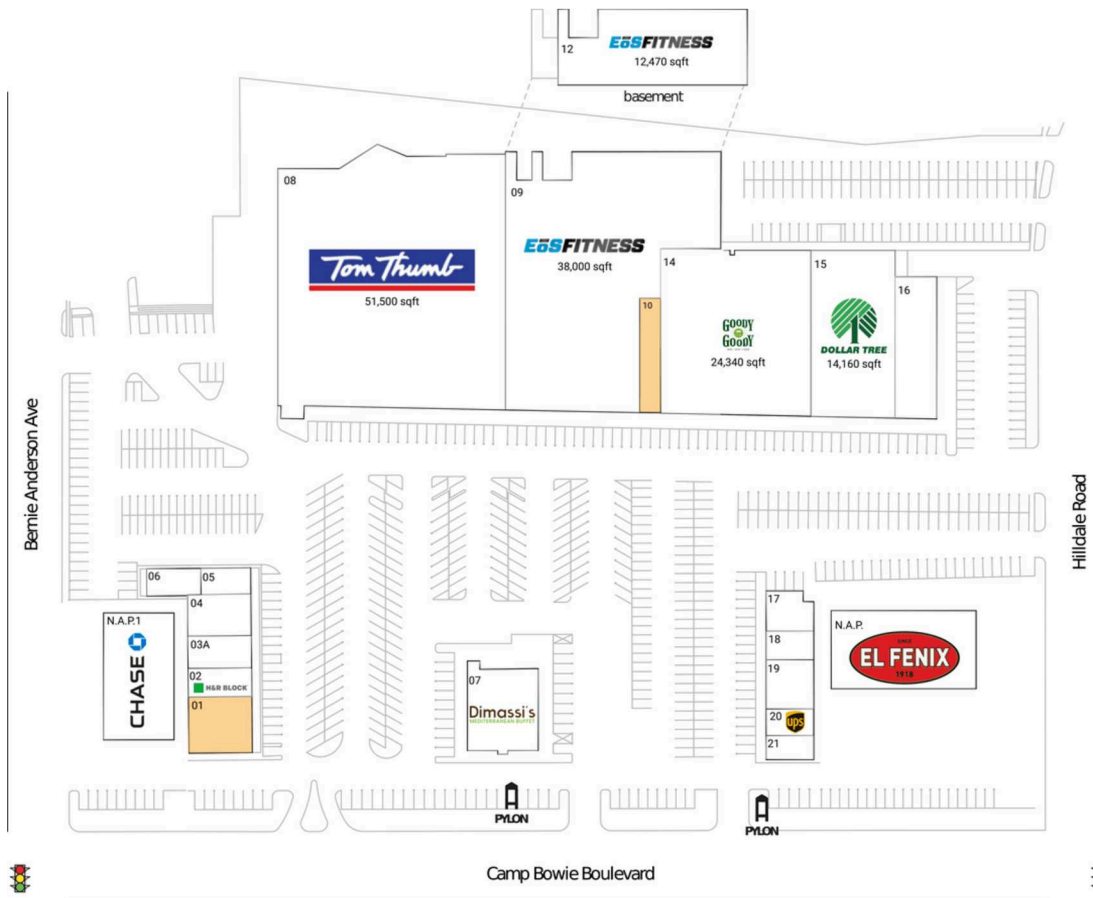 12
EōSFITNESS
12,470 sqft
basement
08
09
Tom Thumb
51,500 sqft
EōSFITNESS
38,000 sqft
10
14
GOODY
GOODY
24,340 sqft
15
DOLLAR TREE
14,160 sqft
16
Bernie Anderson Ave
Hilldale Road
06
05
04
03A
02
H&R BLOCK
01
N.A.P.1
CHASE
07
Dimassi's
MEDITERRANEAN BUFFET
17
18
19
20
ups
21
N.A.P.
SINCE
EL FENIX
1918
PYLON
PYLON
Camp Bowie Boulevard